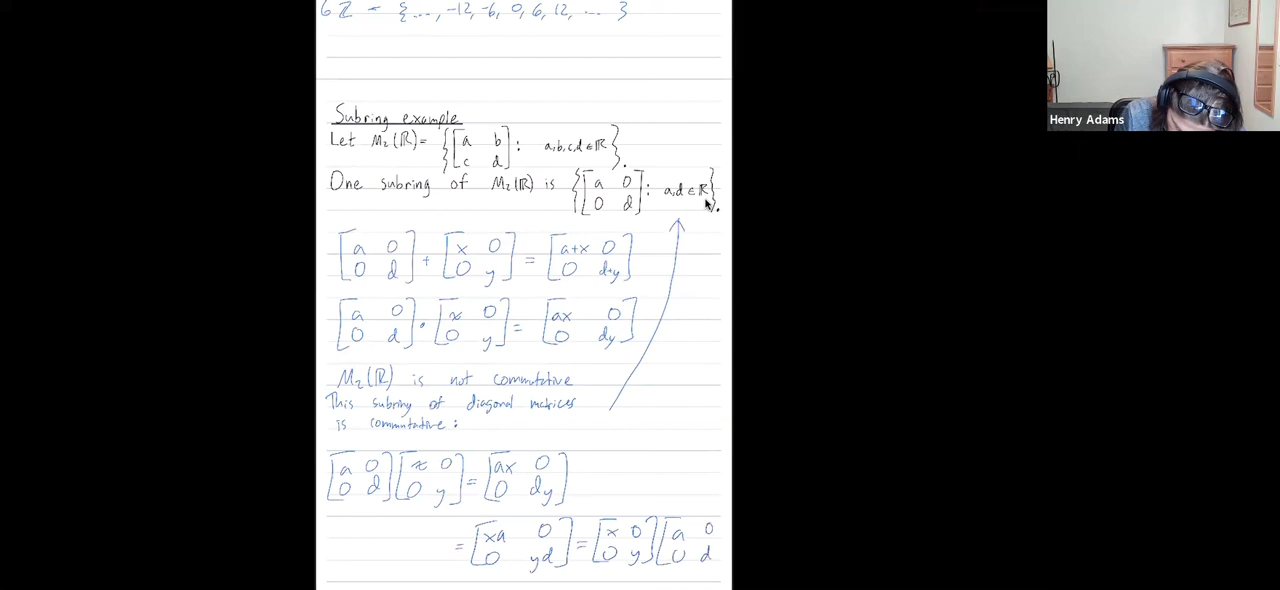 6ℤ = {..., -12, -6, 0, 6, 12, ... }
Subring example
Let M₂(ℝ) = { [a b; c d] : a,b,c,d ∈ ℝ }.
One subring of M₂(ℝ) is { [a 0; 0 d] : a,d ∈ ℝ }.
[a 0; 0 d] + [x 0; 0 y] = [a+x 0; 0 d+y]
[a 0; 0 d] · [x 0; 0 y] = [ax 0; 0 dy]
M₂(ℝ) is not commutative
This subring of diagonal matrices
is commutative:
[a 0; 0 d] [x 0; 0 y] = [ax 0; 0 dy]
= [xa 0; 0 yd] = [x 0; 0 y] [a 0; 0 d]
Henry Adams